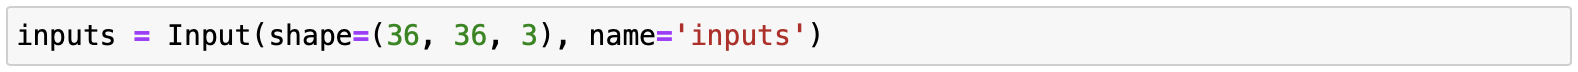 inputs = Input(shape=(36, 36, 3), name='inputs')